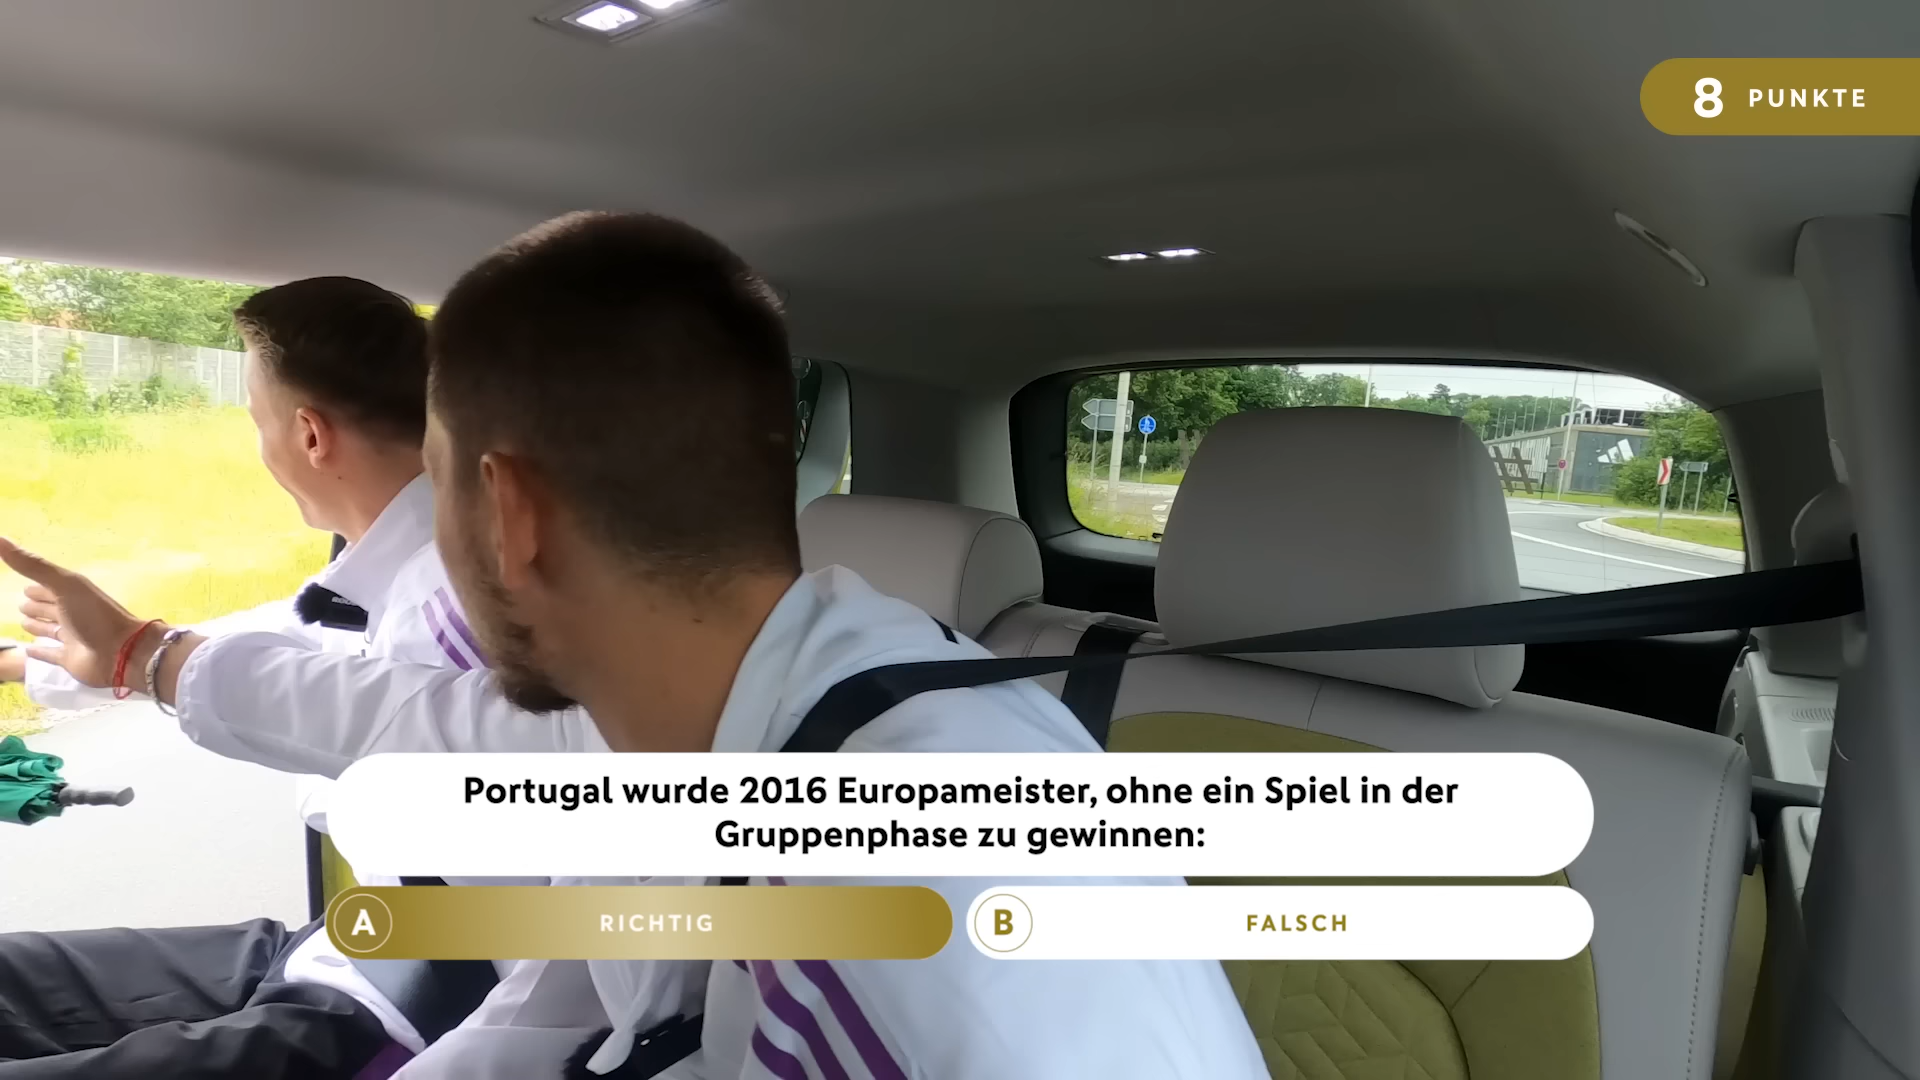 8 PUNKTE
Portugal wurde 2016 Europameister, ohne ein Spiel in der
Gruppenphase zu gewinnen:
A RICHTIG
B FALSCH